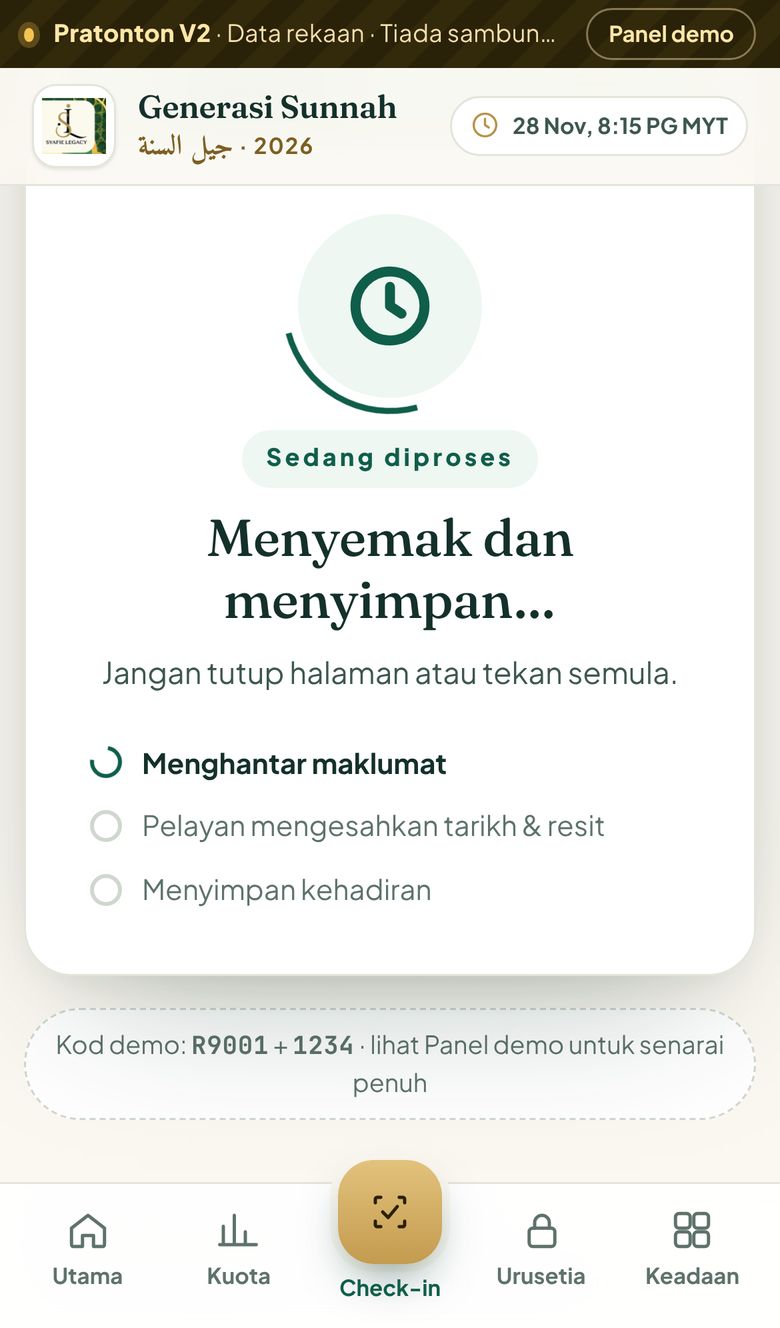 Pratonton V2 · Data rekaan · Tiada sambun...
Panel demo
SYAFIE LEGACY
Generasi Sunnah
جيل السنة · 2026
28 Nov, 8:15 PG MYT
Sedang diproses
Menyemak dan
menyimpan...
Jangan tutup halaman atau tekan semula.
Menghantar maklumat
Pelayan mengesahkan tarikh & resit
Menyimpan kehadiran
Kod demo: R9001 + 1234 · lihat Panel demo untuk senarai
penuh
Utama
Kuota
Check-in
Urusetia
Keadaan